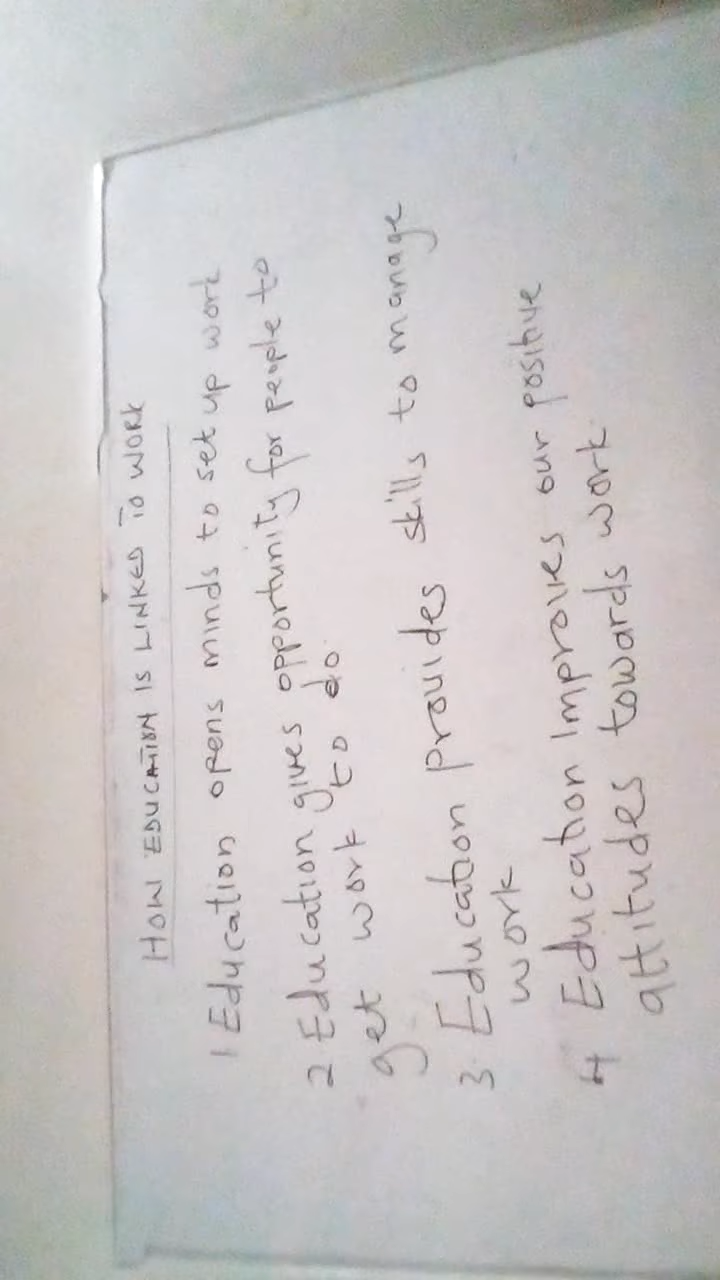 HOW EDUCATION IS LINKED TO WORK
1 Education opens minds to set up work
2 Education gives opportunity for people to
get work to do.
3. Education provides skills to manage
work
4 Education improves our positive
attitudes towards work.